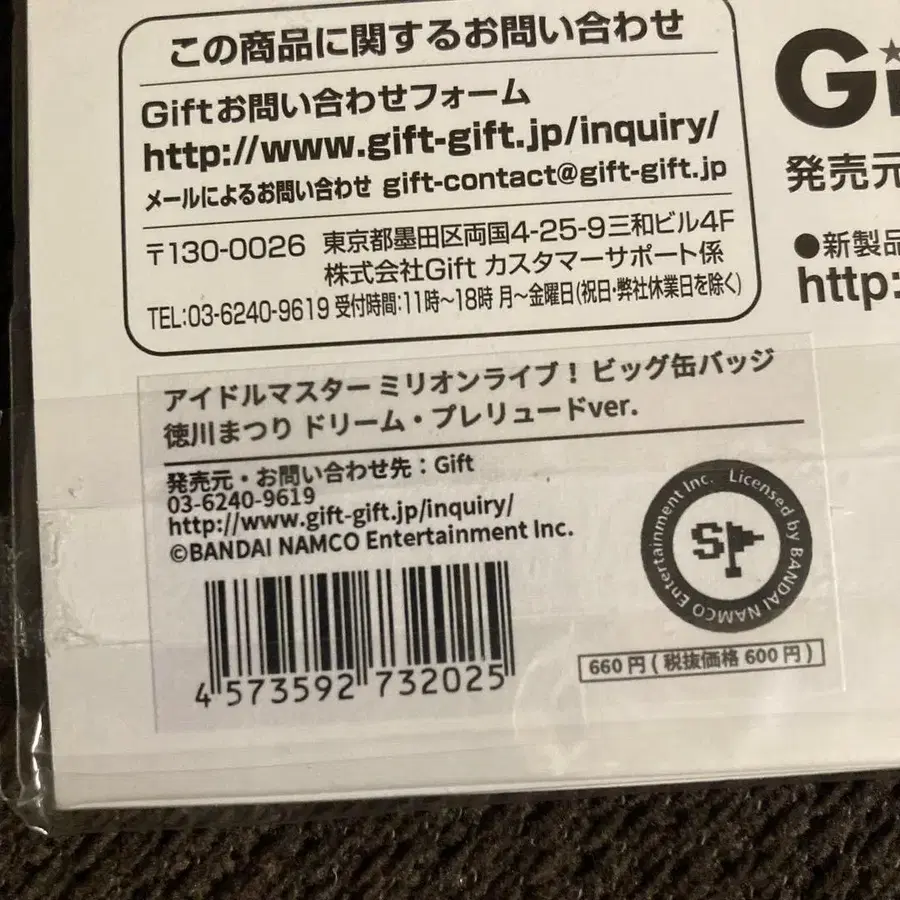 この商品に関するお問い合わせ
Giftお問い合わせフォーム
http://www.gift-gift.jp/inquiry/
メールによるお問い合わせ gift-contact@gift-gift.jp
〒130-0026 東京都墨田区両国4-25-9三和ビル4F
株式会社Gift カスタマーサポート係
TEL:03-6240-9619 受付時間:11時～18時 月～金曜日(祝日・弊社休業日を除く)
Gi
発売元
●新製品
http:
アイドルマスター ミリオンライブ！ ビッグ缶バッジ
徳川まつり ドリーム・プレリュードver.
発売元・お問い合わせ先：Gift
03-6240-9619
http://www.gift-gift.jp/inquiry/
©BANDAI NAMCO Entertainment Inc.
Licensed by BANDAI NAMCO Entertainment Inc.
S
4 573592 732025
660円(税抜価格600円)